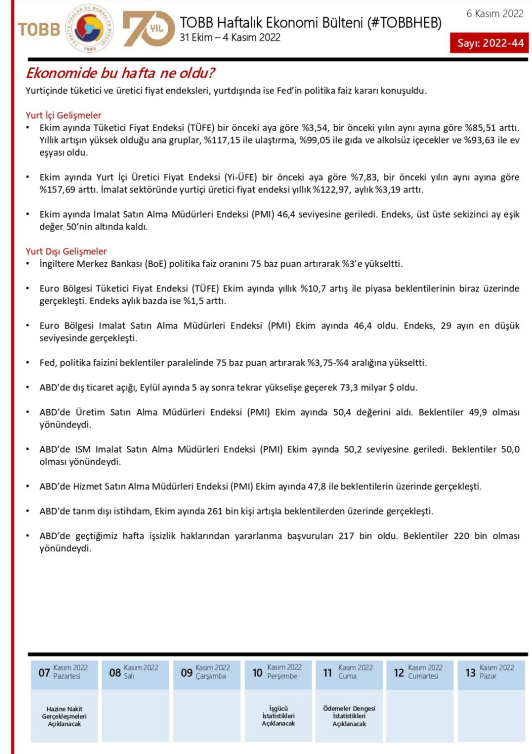 TOBB
TOBB
70
YIL
TOBB Haftalık Ekonomi Bülteni (#TOBBHEB)
31 Ekim – 4 Kasım 2022
6 Kasım 2022
Sayı: 2022-44
Ekonomide bu hafta ne oldu?
Yurtiçinde tüketici ve üretici fiyat endeksleri, yurtdışında ise Fed’in politika faiz kararı konuşuldu.
Yurt İçi Gelişmeler
• Ekim ayında Tüketici Fiyat Endeksi (TÜFE) bir önceki aya göre %3,54, bir önceki yılın aynı ayına göre %85,51 arttı.
Yıllık artışın yüksek olduğu ana gruplar, %117,15 ile ulaştırma, %99,05 ile gıda ve alkolsüz içecekler ve %93,63 ile ev
eşyası oldu.
• Ekim ayında Yurt İçi Üretici Fiyat Endeksi (Yi-ÜFE) bir önceki aya göre %7,83, bir önceki yılın aynı ayına göre
%157,69 arttı. İmalat sektöründe yurtiçi üretici fiyat endeksi yıllık %122,97, aylık %3,19 arttı.
• Ekim ayında İmalat Satın Alma Müdürleri Endeksi (PMI) 46,4 seviyesine geriledi. Endeks, üst üste sekizinci ay eşik
değer 50’nin altında kaldı.
Yurt Dışı Gelişmeler
• İngiltere Merkez Bankası (BoE) politika faiz oranını 75 baz puan artırarak %3’e yükseltti.
• Euro Bölgesi Tüketici Fiyat Endeksi (TÜFE) Ekim ayında yıllık %10,7 artış ile piyasa beklentilerinin biraz üzerinde
gerçekleşti. Endeks aylık bazda ise %1,5 arttı.
• Euro Bölgesi Imalat Satın Alma Müdürleri Endeksi (PMI) Ekim ayında 46,4 oldu. Endeks, 29 ayın en düşük
seviyesinde gerçekleşti.
• Fed, politika faizini beklentiler paralelinde 75 baz puan artırarak %3,75-%4 aralığına yükseltti.
• ABD’de dış ticaret açığı, Eylül ayında 5 ay sonra tekrar yükselişe geçerek 73,3 milyar $ oldu.
• ABD’de Üretim Satın Alma Müdürleri Endeksi (PMI) Ekim ayında 50,4 değerini aldı. Beklentiler 49,9 olması
yönündeydi.
• ABD’de ISM Imalat Satın Alma Müdürleri Endeksi (PMI) Ekim ayında 50,2 seviyesine geriledi. Beklentiler 50,0
olması yönündeydi.
• ABD’de Hizmet Satın Alma Müdürleri Endeksi (PMI) Ekim ayında 47,8 ile beklentilerin üzerinde gerçekleşti.
• ABD’de tarım dışı istihdam, Ekim ayında 261 bin kişi artışla beklentilerden üzerinde gerçekleşti.
• ABD’de geçtiğimiz hafta işsizlik haklarından yararlanma başvuruları 217 bin oldu. Beklentiler 220 bin olması
yönündeydi.
07 Kasım 2022 Pazartesi
08 Kasım 2022 Salı
09 Kasım 2022 Çarşamba
10 Kasım 2022 Perşembe
11 Kasım 2022 Cuma
12 Kasım 2022 Cumartesi
13 Kasım 2022 Pazar
Hazine Nakit
Gerçekleşmeleri
Açıklanacak
İşgücü
İstatistikleri
Açıklanacak
Ödemeler Dengesi
İstatistikleri
Açıklanacak